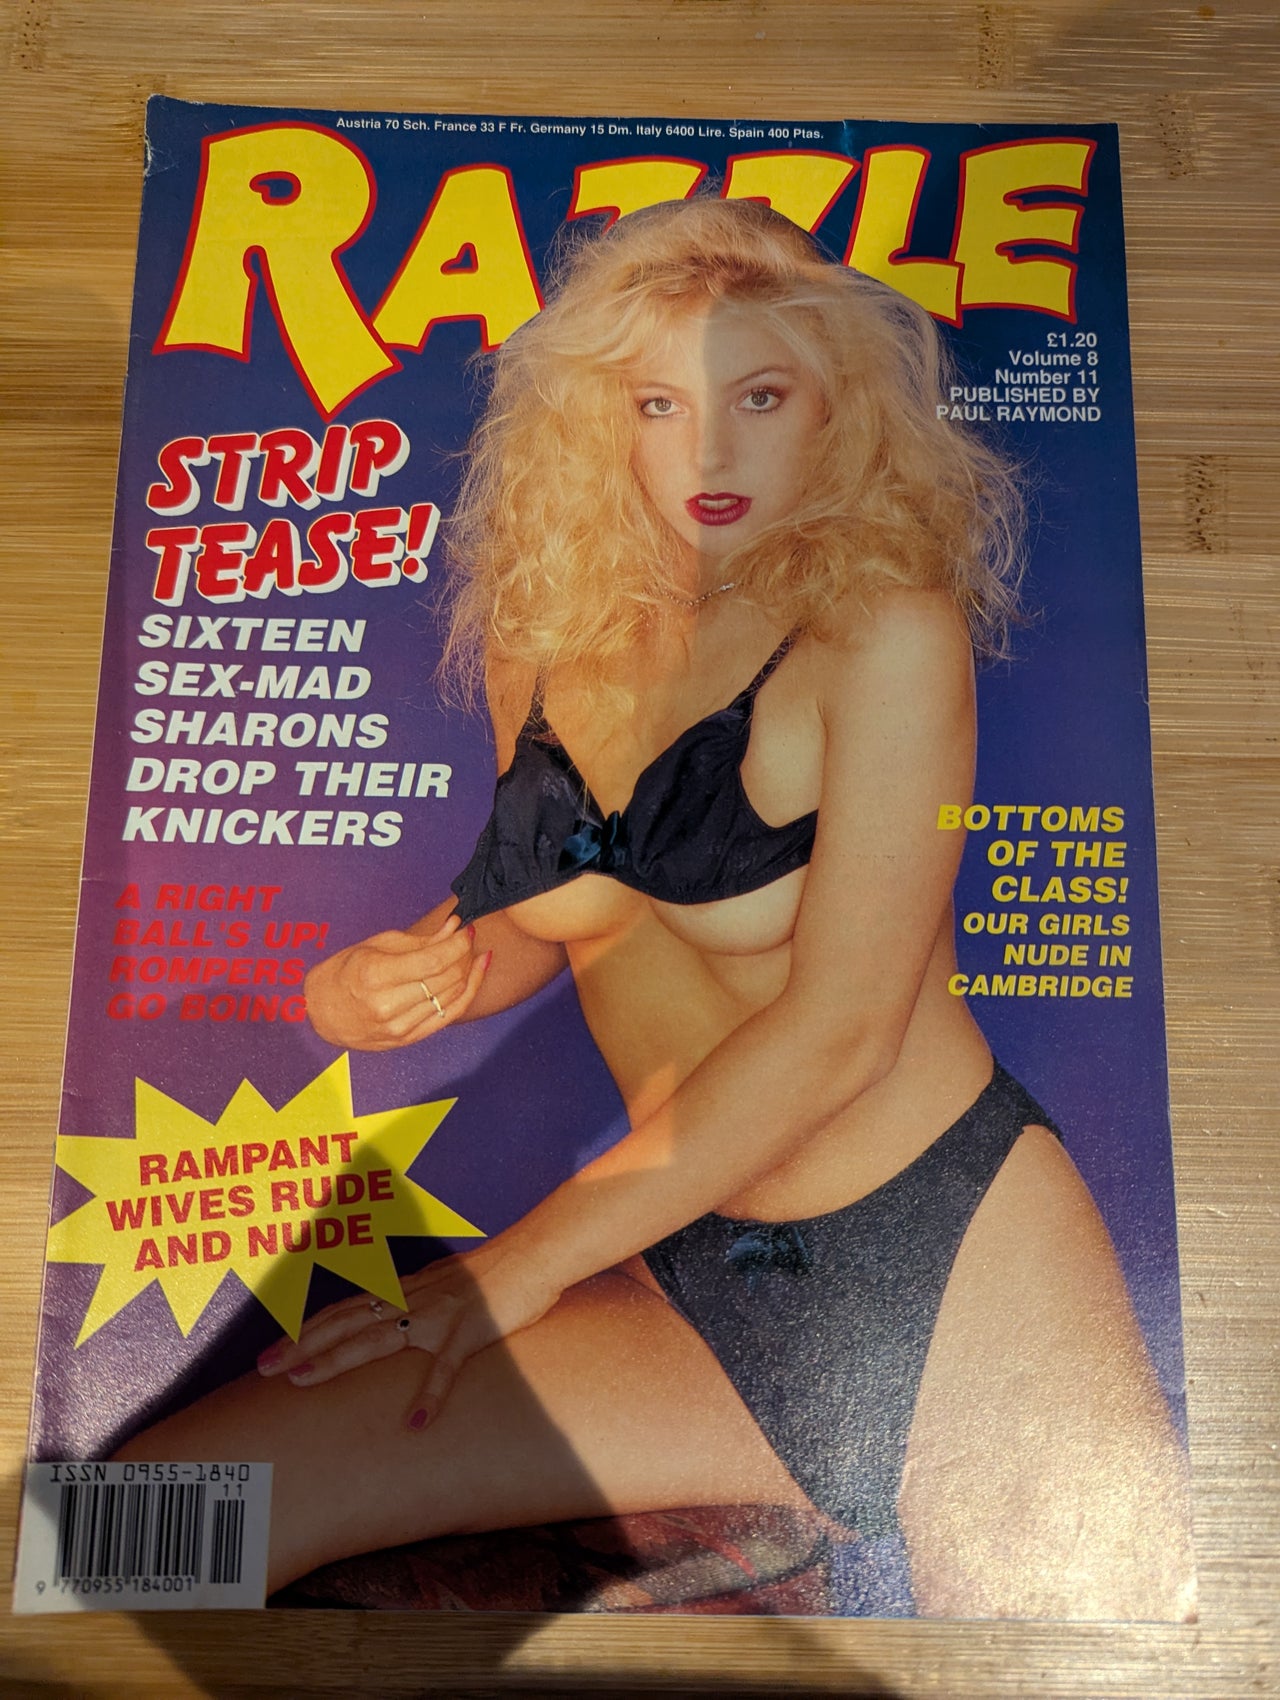 Austria 70 Sch. France 33 F Fr. Germany 15 Dm. Italy 6400 Lire. Spain 400 Ptas.
RAZZLE
£1.20
Volume 8
Number 11
PUBLISHED BY
PAUL RAYMOND
STRIP
TEASE!
SIXTEEN
SEX-MAD
SHARONS
DROP THEIR
KNICKERS
A RIGHT
BALL'S UP!
ROMPERS
GO BOING
BOTTOMS
OF THE
CLASS!
OUR GIRLS
NUDE IN
CAMBRIDGE
RAMPANT
WIVES RUDE
AND NUDE
ISSN 0955-1840
11
9 770955 184001